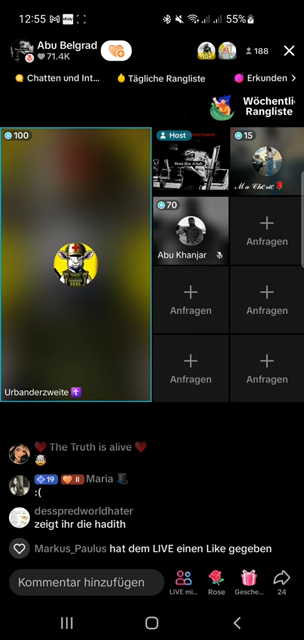 12:55
55%
Abu Belgrad
71.4K
188
Chatten und Int...
Tägliche Rangliste
Erkunden >
Wöchentli
Rangliste
100
Host
15
70
Abu Khanjar
Anfragen
Anfragen
Anfragen
Anfragen
Anfragen
Urbanderzweite
The Truth is alive
19
II
Maria
:(
desspredworldhater
zeigt ihr die hadith
Markus_Paulus hat dem LIVE einen Like gegeben
Kommentar hinzufügen
LIVE mi...
Rose
Gesche...
24